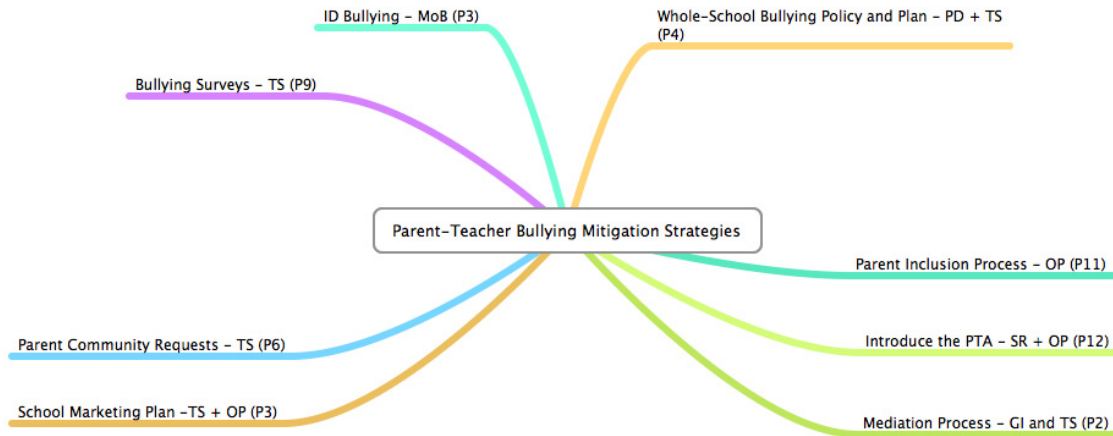 ID Bullying - MoB (P3)
Whole-School Bullying Policy and Plan - PD + TS
(P4)
Bullying Surveys - TS (P9)
Parent-Teacher Bullying Mitigation Strategies
Parent Inclusion Process - OP (P11)
Parent Community Requests - TS (P6)
Introduce the PTA - SR + OP (P12)
School Marketing Plan -TS + OP (P3)
Mediation Process - GI and TS (P2)